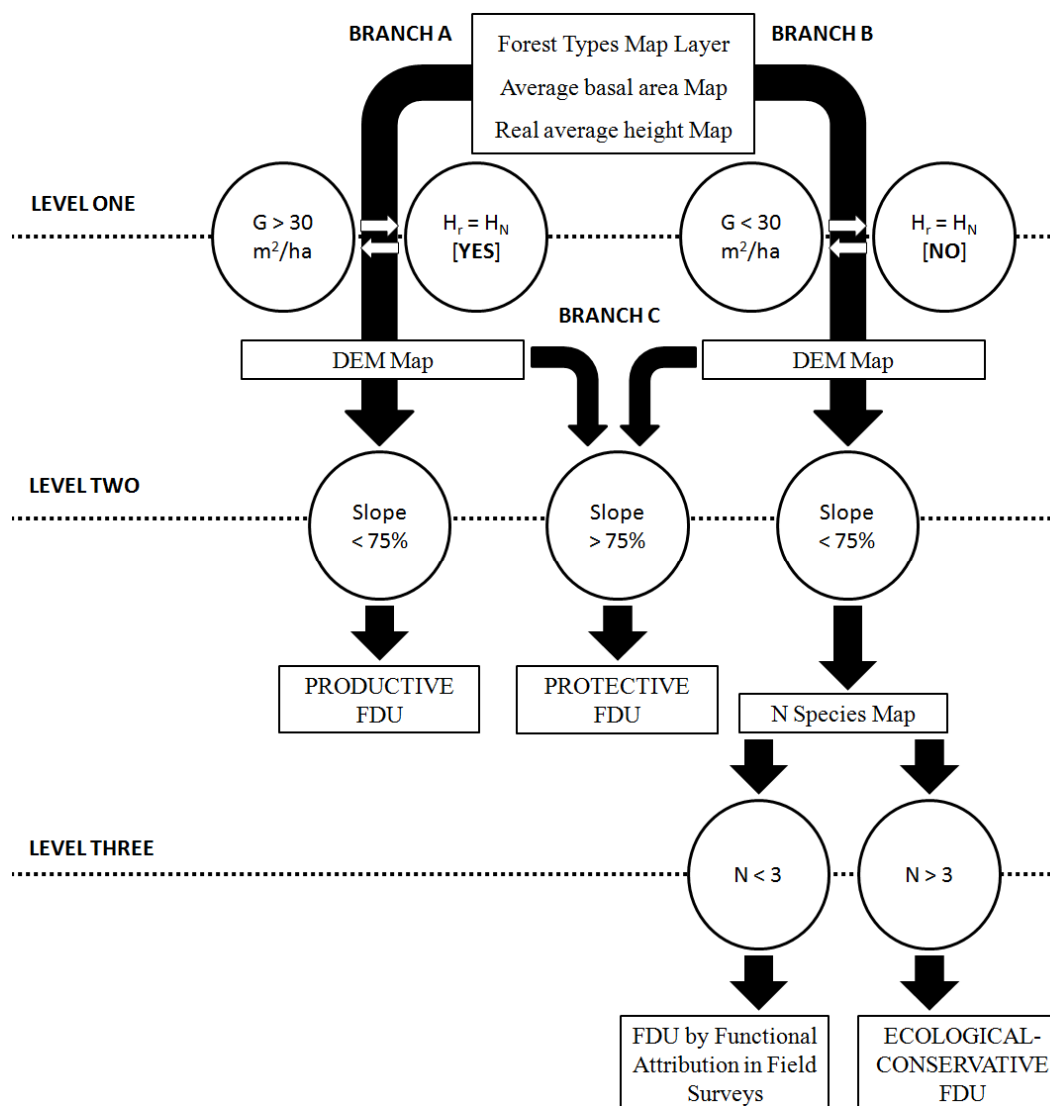 BRANCH A
Forest Types Map Layer
Average basal area Map
Real average height Map
BRANCH B
LEVEL ONE
G > 30
m²/ha
Hᵣ = H_N
[YES]
G < 30
m²/ha
Hᵣ = H_N
[NO]
BRANCH C
DEM Map
DEM Map
LEVEL TWO
Slope
< 75%
Slope
> 75%
Slope
< 75%
PRODUCTIVE
FDU
PROTECTIVE
FDU
N Species Map
LEVEL THREE
N < 3
N > 3
FDU by Functional
Attribution in Field
Surveys
ECOLOGICAL-
CONSERVATIVE
FDU